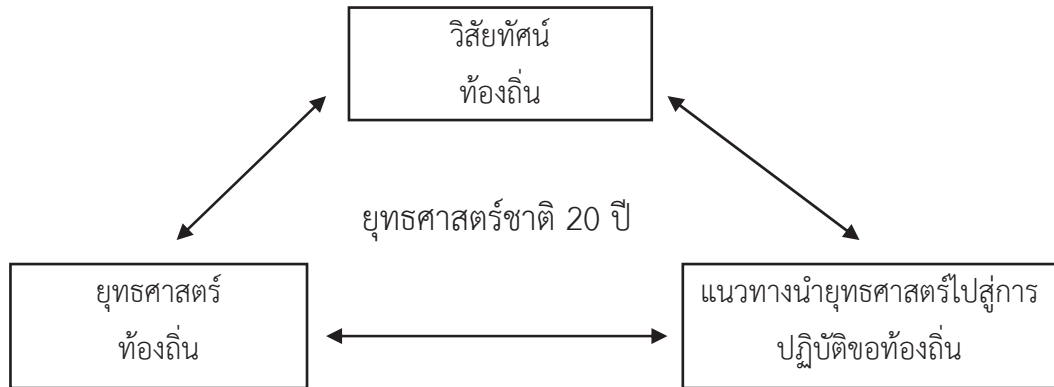 วิสัยทัศน์
ท้องถิ่น
ยุทธศาสตร์ชาติ 20 ปี
ยุทธศาสตร์
ท้องถิ่น
แนวทางนำยุทธศาสตร์ไปสู่การ
ปฏิบัติขอท้องถิ่น